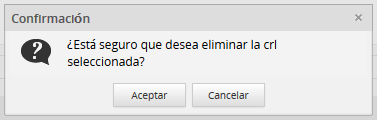 Confirmación
¿Está seguro que desea eliminar la crl
seleccionada?
Aceptar
Cancelar